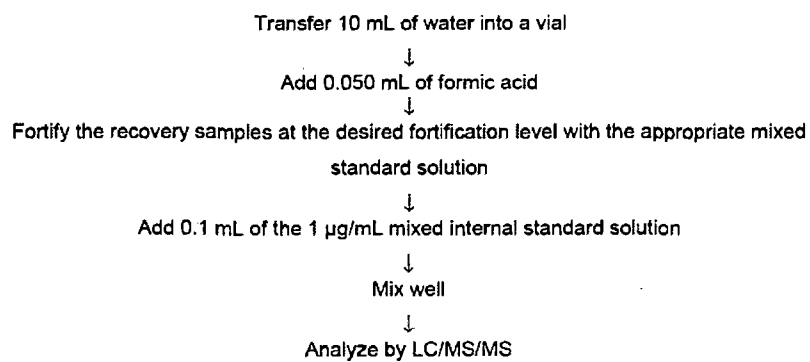 Transfer 10 mL of water into a vial
↓
Add 0.050 mL of formic acid
↓
Fortify the recovery samples at the desired fortification level with the appropriate mixed
standard solution
↓
Add 0.1 mL of the 1 µg/mL mixed internal standard solution
↓
Mix well
↓
Analyze by LC/MS/MS